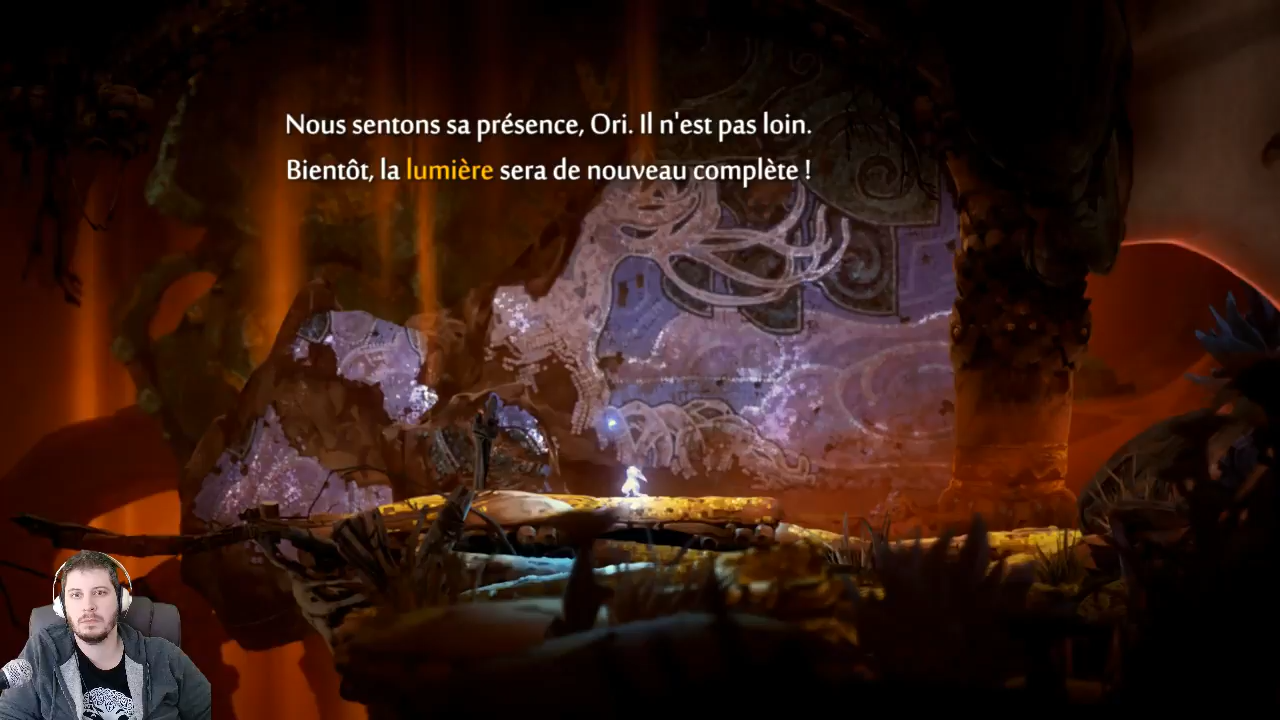 Nous sentons sa présence, Ori. Il n'est pas loin.
Bientôt, la lumière sera de nouveau complète !